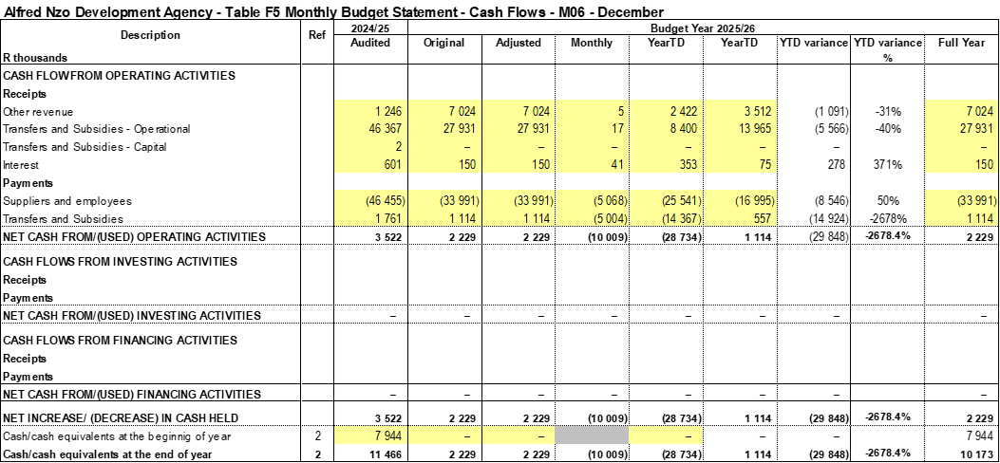 Alfred Nzo Development Agency - Table F5 Monthly Budget Statement - Cash Flows - M06 - December
Description Ref 2024/25 Budget Year 2025/26
Audited Original Adjusted Monthly YearTD YearTD YTD variance YTD variance Full Year
R thousands %
CASH FLOW FROM OPERATING ACTIVITIES
Receipts
Other revenue 1 246 7 024 7 024 5 2 422 3 512 (1 091) -31% 7 024
Transfers and Subsidies - Operational 46 367 27 931 27 931 17 8 400 13 965 (5 566) -40% 27 931
Transfers and Subsidies - Capital 2 – – – – – – –
Interest 601 150 150 41 353 75 278 371% 150
Payments
Suppliers and employees (46 455) (33 991) (33 991) (5 068) (25 541) (16 995) (8 546) 50% (33 991)
Transfers and Subsidies 1 761 1 114 1 114 (5 004) (14 367) 557 (14 924) -2678% 1 114
NET CASH FROM/(USED) OPERATING ACTIVITIES 3 522 2 229 2 229 (10 009) (28 734) 1 114 (29 848) -2678.4% 2 229
CASH FLOWS FROM INVESTING ACTIVITIES
Receipts
Payments
NET CASH FROM/(USED) INVESTING ACTIVITIES – – – – – – – –
CASH FLOWS FROM FINANCING ACTIVITIES
Receipts
Payments
NET CASH FROM/(USED) FINANCING ACTIVITIES – – – – – – – –
NET INCREASE/ (DECREASE) IN CASH HELD 3 522 2 229 2 229 (10 009) (28 734) 1 114 (29 848) -2678.4% 2 229
Cash/cash equivalents at the beginnig of year 2 7 944 – – – – – 7 944
Cash/cash equivalents at the end of year 2 11 466 2 229 2 229 (10 009) (28 734) 1 114 (29 848) -2678.4% 10 173